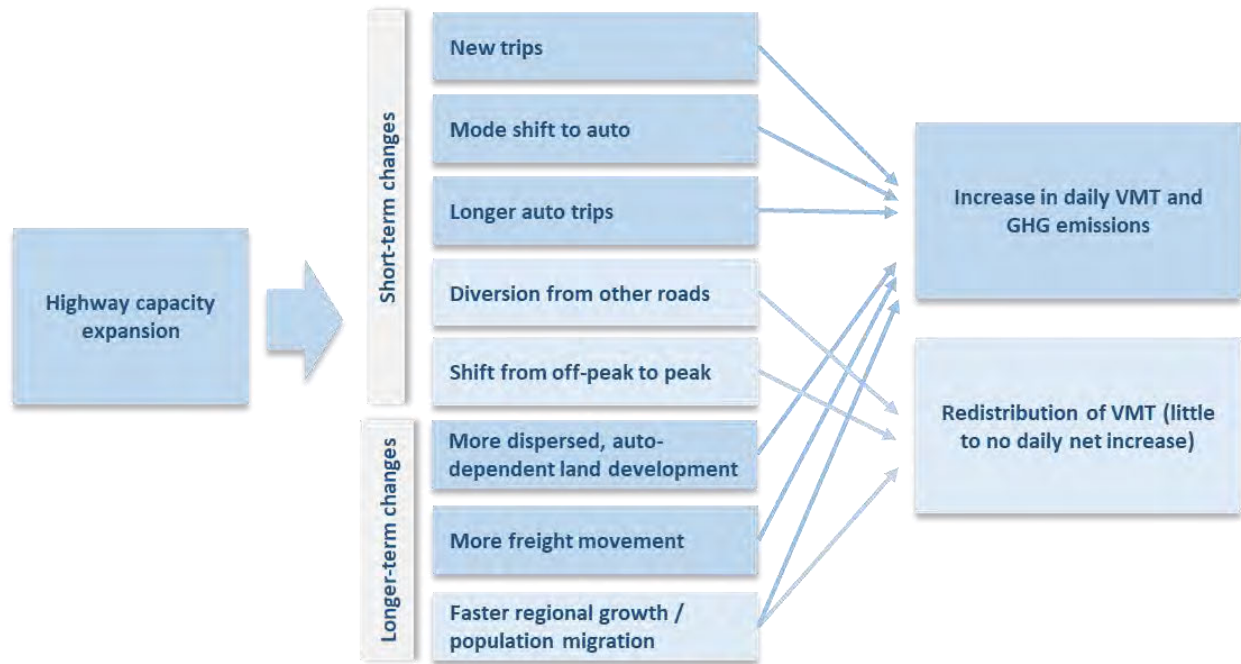 Highway capacity
expansion
Short-term changes
New trips
Mode shift to auto
Longer auto trips
Diversion from other roads
Shift from off-peak to peak
Longer-term changes
More dispersed, auto-
dependent land development
More freight movement
Faster regional growth /
population migration
Increase in daily VMT and
GHG emissions
Redistribution of VMT (little
to no daily net increase)